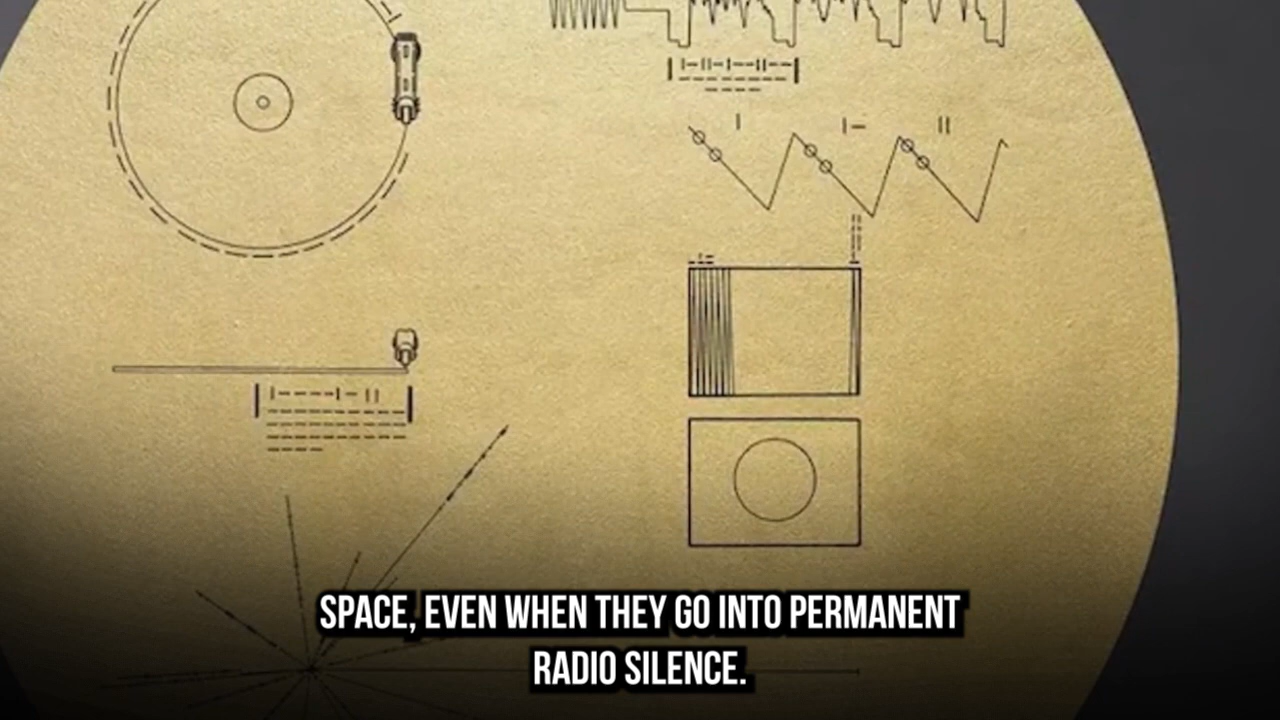 SPACE, EVEN WHEN THEY GO INTO PERMANENT
RADIO SILENCE.